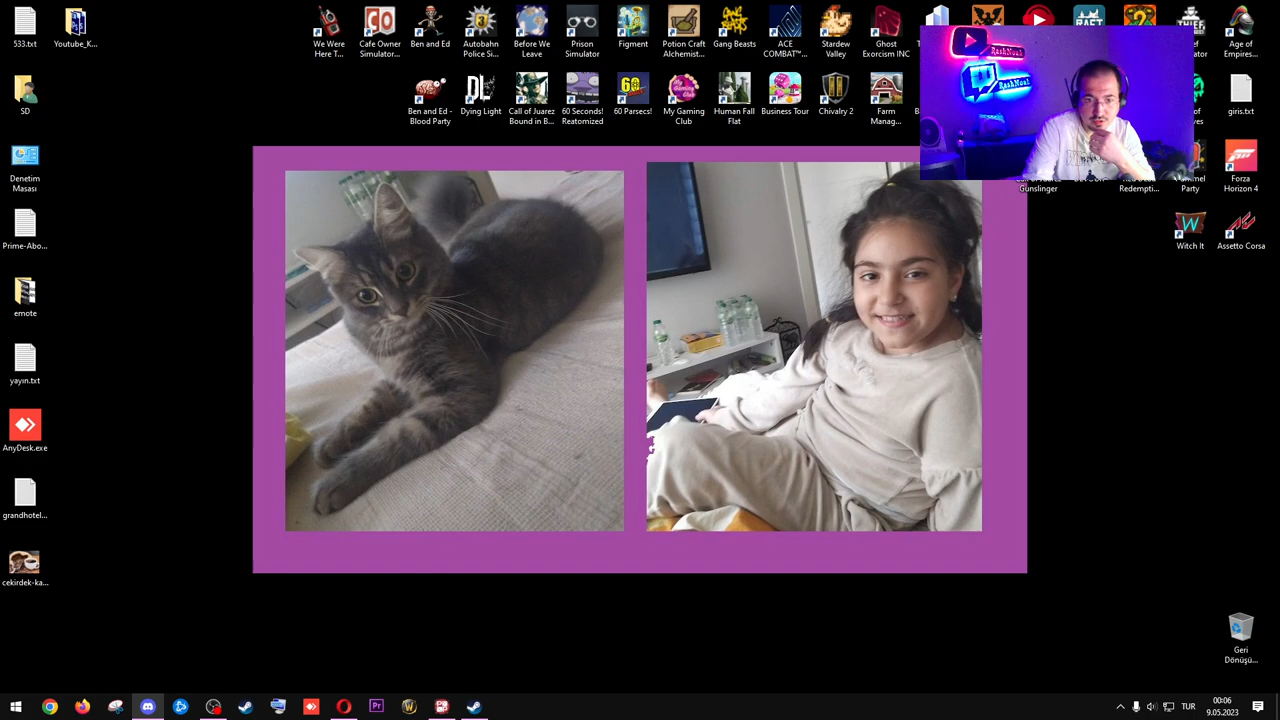 533.txt
Youtube_K...
We Were
Here T...
Cafe Owner
Simulator...
Ben and Ed
Autobahn
Police Si...
Before We
Leave
Prison
Simulator
Figment
Potion Craft
Alchemist...
Gang Beasts
ACE
COMBAT™...
Stardew
Valley
Ghost
Exorcism INC
RAFT
THIEF
Age of
Empires...
SD
Ben and Ed -
Blood Party
Dying Light
Call of Juarez
Bound in B...
60 Seconds!
Reatomized
60 Parsecs!
My Gaming
Club
Human Fall
Flat
Business Tour
Chivalry 2
Farm
Manag...
RashNeal
RashNeal
giris.txt
Denetim
Masası
Gunslinger
Redempti...
Party
Forza
Horizon 4
Prime-Abo...
Witch It
Assetto Corsa
emote
yayın.txt
AnyDesk.exe
grandhotel...
cekirdek-ka...
Geri
Dönüşü...
TUR
00:06
9.05.2023